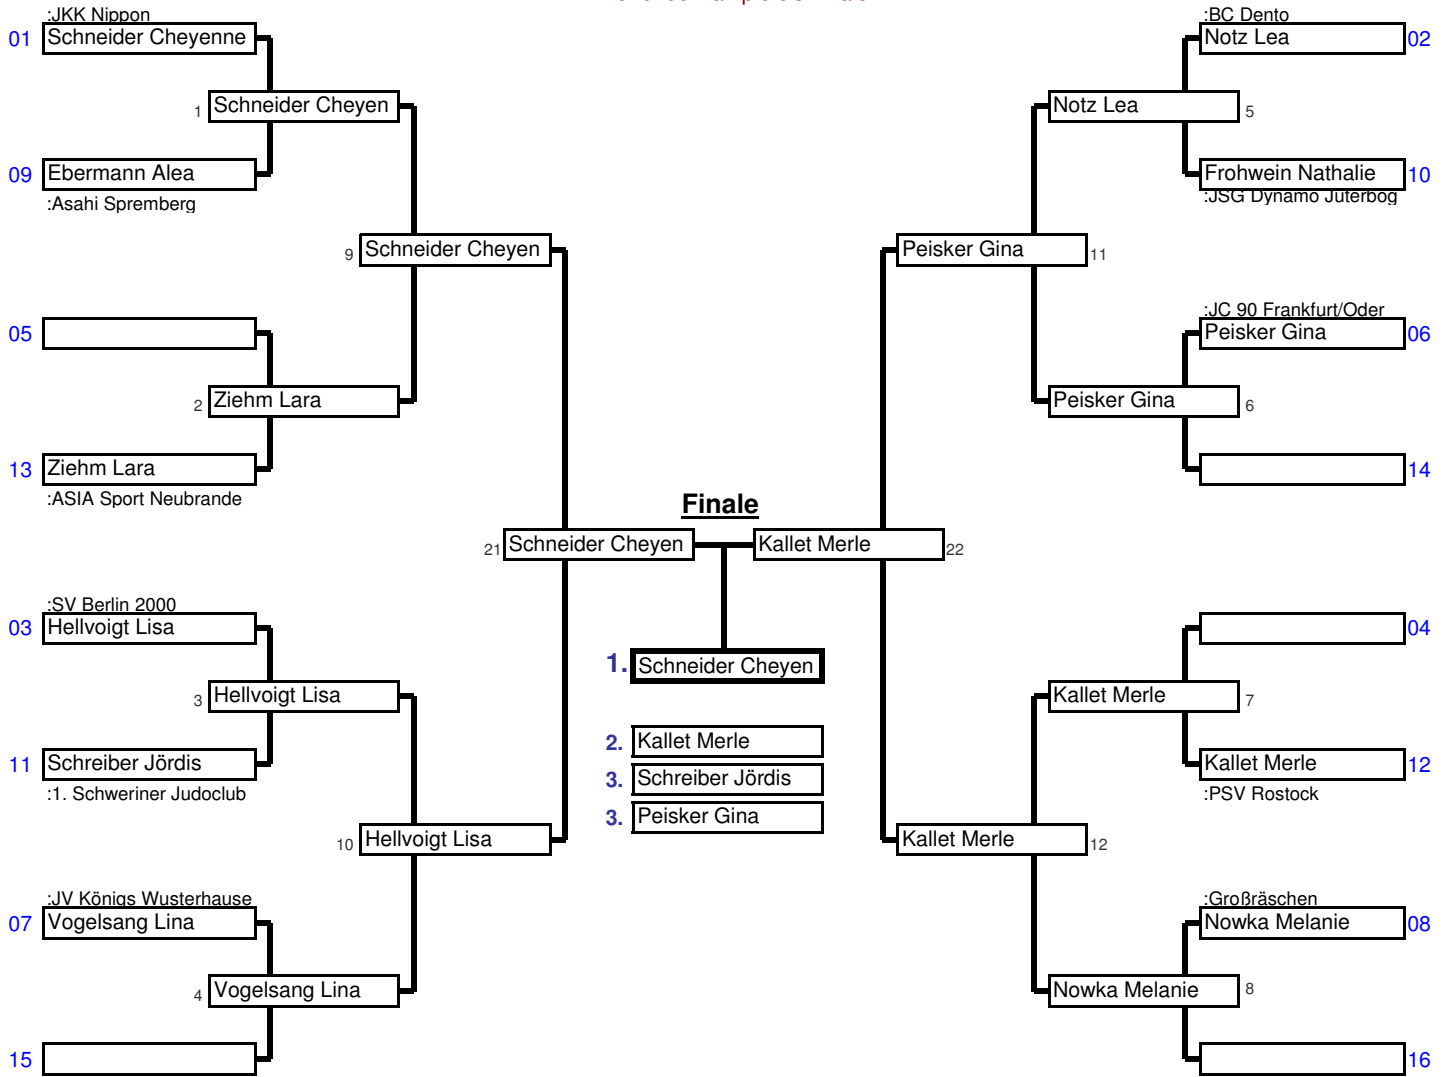 :JKK Nippon
01 Schneider Cheyenne
1 Schneider Cheyen
09 Ebermann Alea
:Asahi Spremberg
9 Schneider Cheyen
05
2 Ziehm Lara
13 Ziehm Lara
:ASIA Sport Neubrande
21 Schneider Cheyen
:SV Berlin 2000
03 Hellvoigt Lisa
3 Hellvoigt Lisa
11 Schreiber Jördis
:1. Schweriner Judoclub
10 Hellvoigt Lisa
:JV Königs Wusterhause
07 Vogelsang Lina
4 Vogelsang Lina
15
Finale
1. Schneider Cheyen
2. Kallet Merle
3. Schreiber Jördis
3. Peisker Gina
:BC Dento
Notz Lea 02
Notz Lea 5
Frohwein Nathalie 10
:JSG Dynamo Juterbog
Peisker Gina 11
:JC 90 Frankfurt/Oder
Peisker Gina 06
Peisker Gina 6
14
Kallet Merle 22
04
Kallet Merle 7
Kallet Merle 12
:PSV Rostock
Kallet Merle 12
:Großräschen
Nowka Melanie 08
Nowka Melanie 8
16